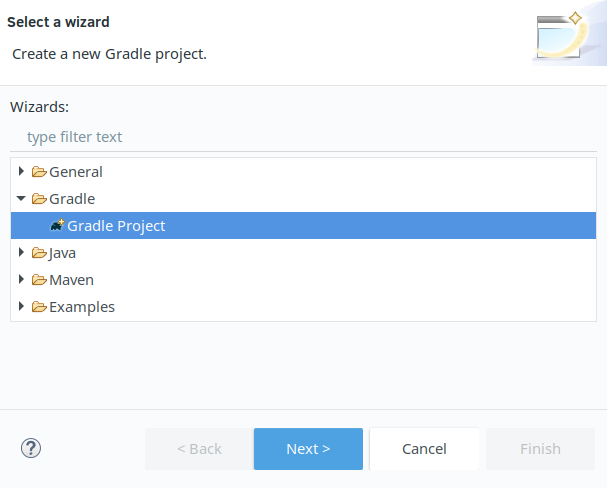 Select a wizard
Create a new Gradle project.
Wizards:
type filter text
General
Gradle
Gradle Project
Java
Maven
Examples
? < Back Next > Cancel Finish